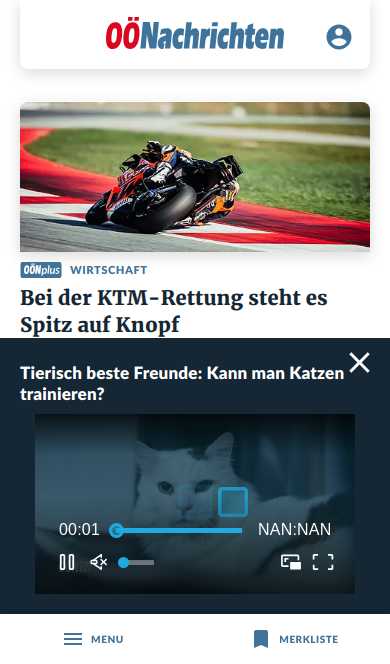 OÖNachrichten
OÖNplus WIRTSCHAFT
Bei der KTM-Rettung steht es
Spitz auf Knopf
Tierisch beste Freunde: Kann man Katzen
trainieren?
00:01 NAN:NAN
MENU MERKLISTE